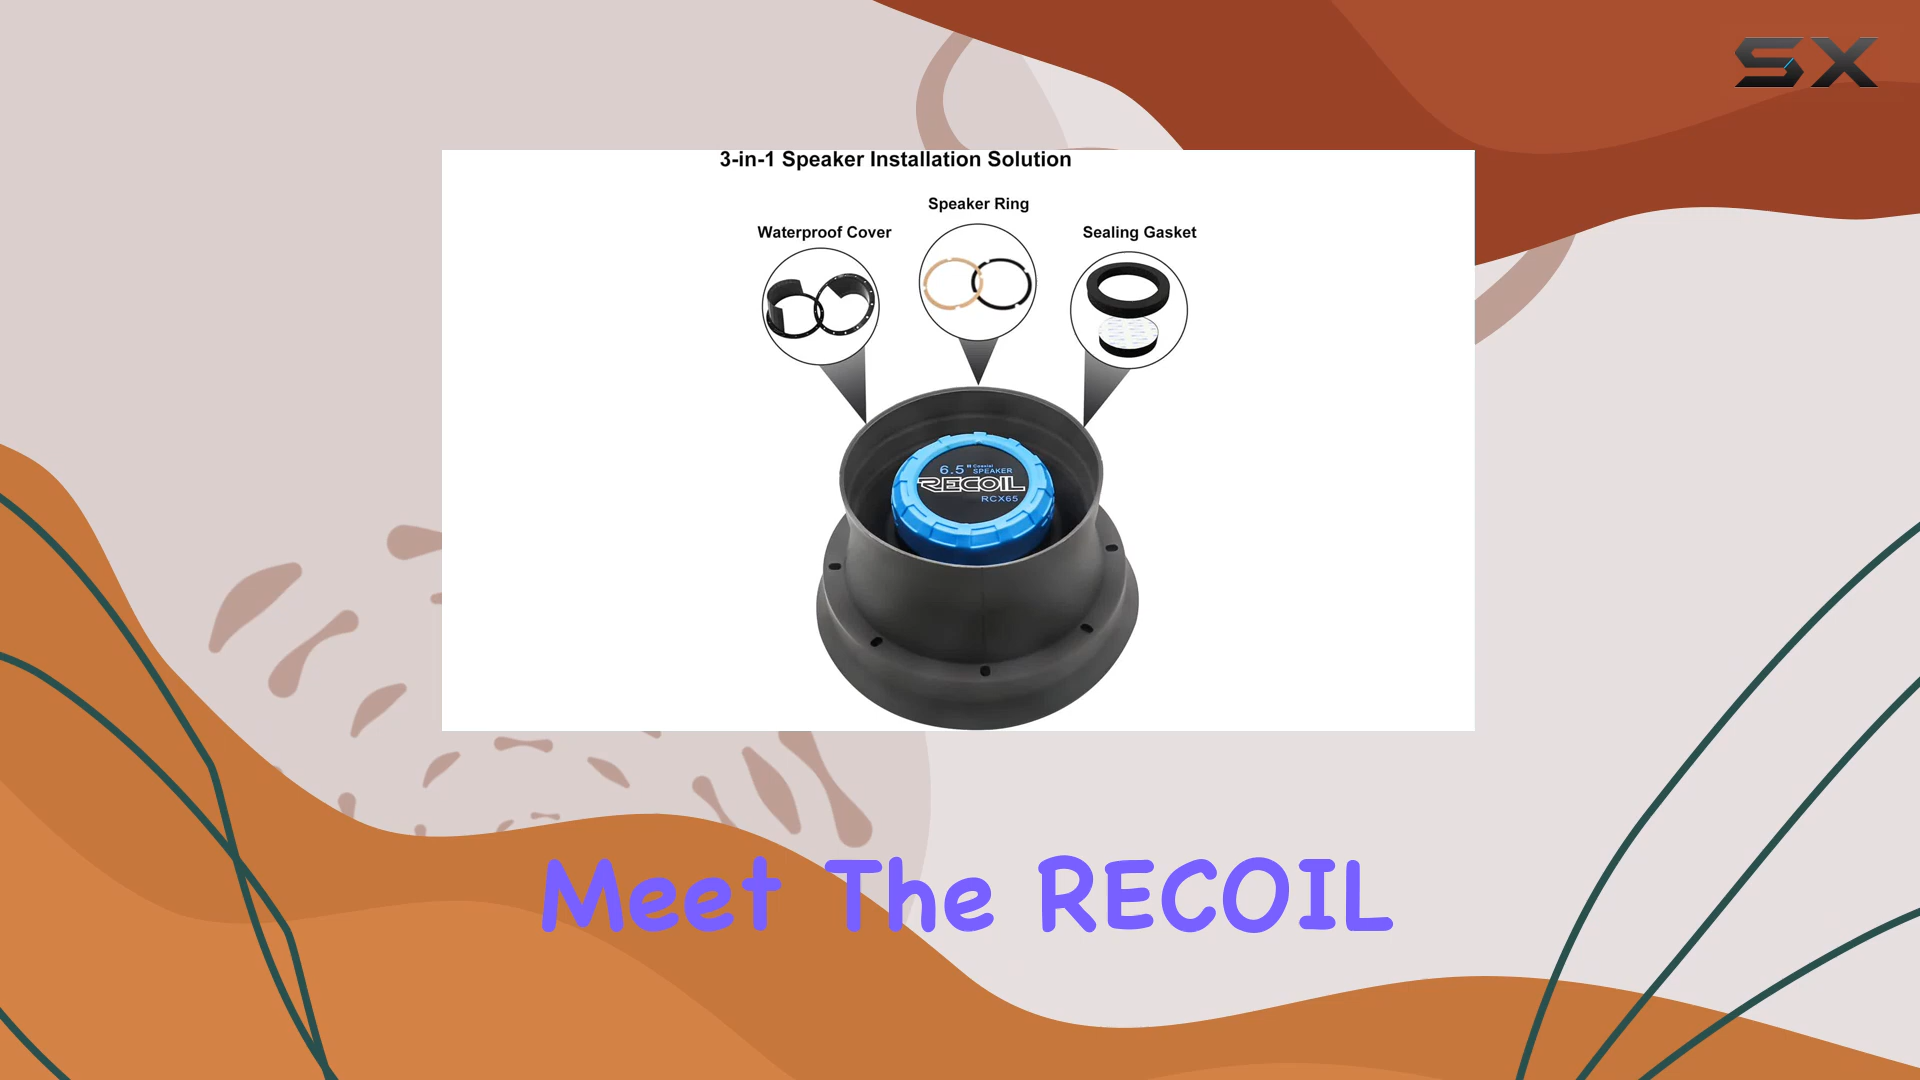 SX
3-in-1 Speaker Installation Solution
Speaker Ring
Waterproof Cover
Sealing Gasket
6.5" Coaxial
SPEAKER
RECOIL
RCX65
Meet The RECOIL